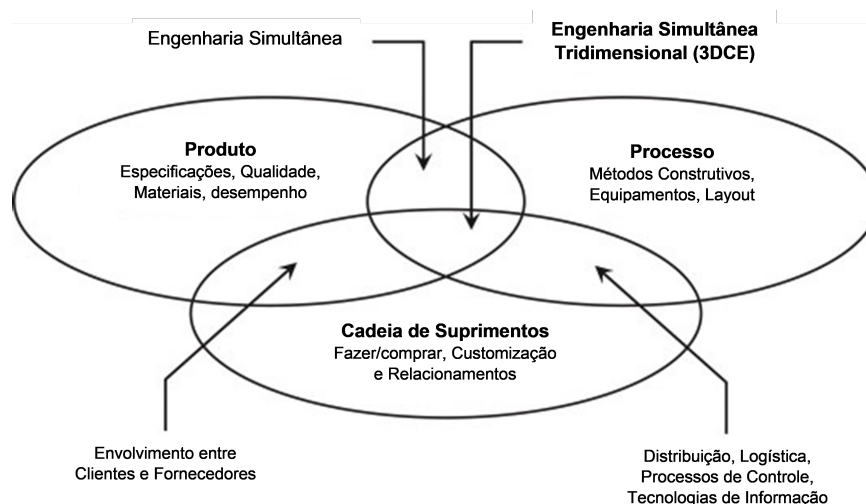 Engenharia Simultânea
Engenharia Simultânea
Tridimensional (3DCE)
Produto
Especificações, Qualidade,
Materiais, desempenho
Processo
Métodos Construtivos,
Equipamentos, Layout
Cadeia de Suprimentos
Fazer/comprar, Customização
e Relacionamentos
Envolvimento entre
Clientes e Fornecedores
Distribuição, Logística,
Processos de Controle,
Tecnologias de Informação